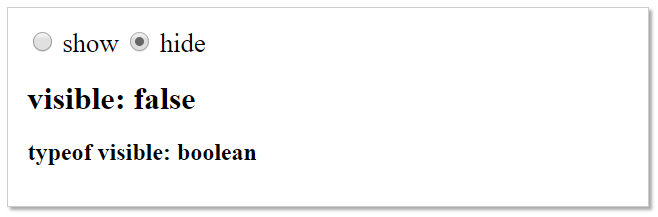 show hide
visible: false
typeof visible: boolean